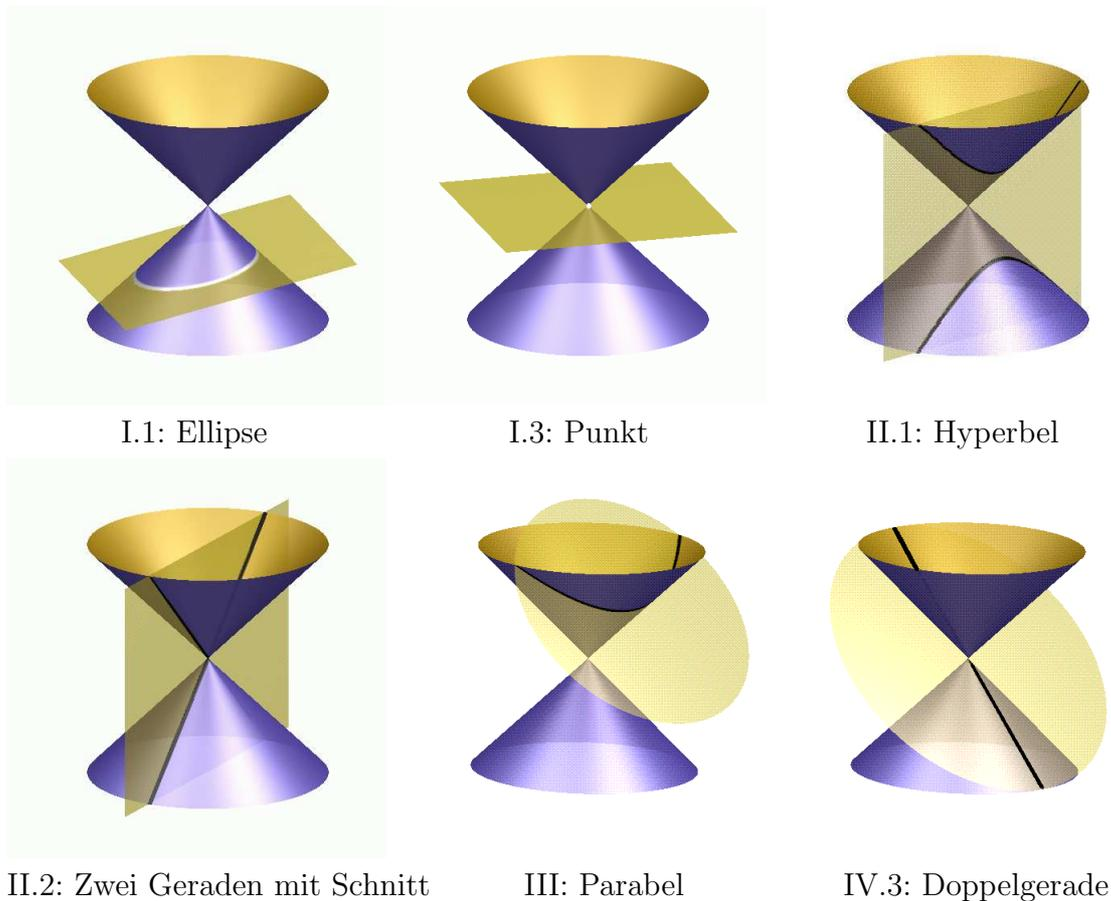 I.1: Ellipse
I.3: Punkt
II.1: Hyperbel
II.2: Zwei Geraden mit Schnitt
III: Parabel
IV.3: Doppelgerade